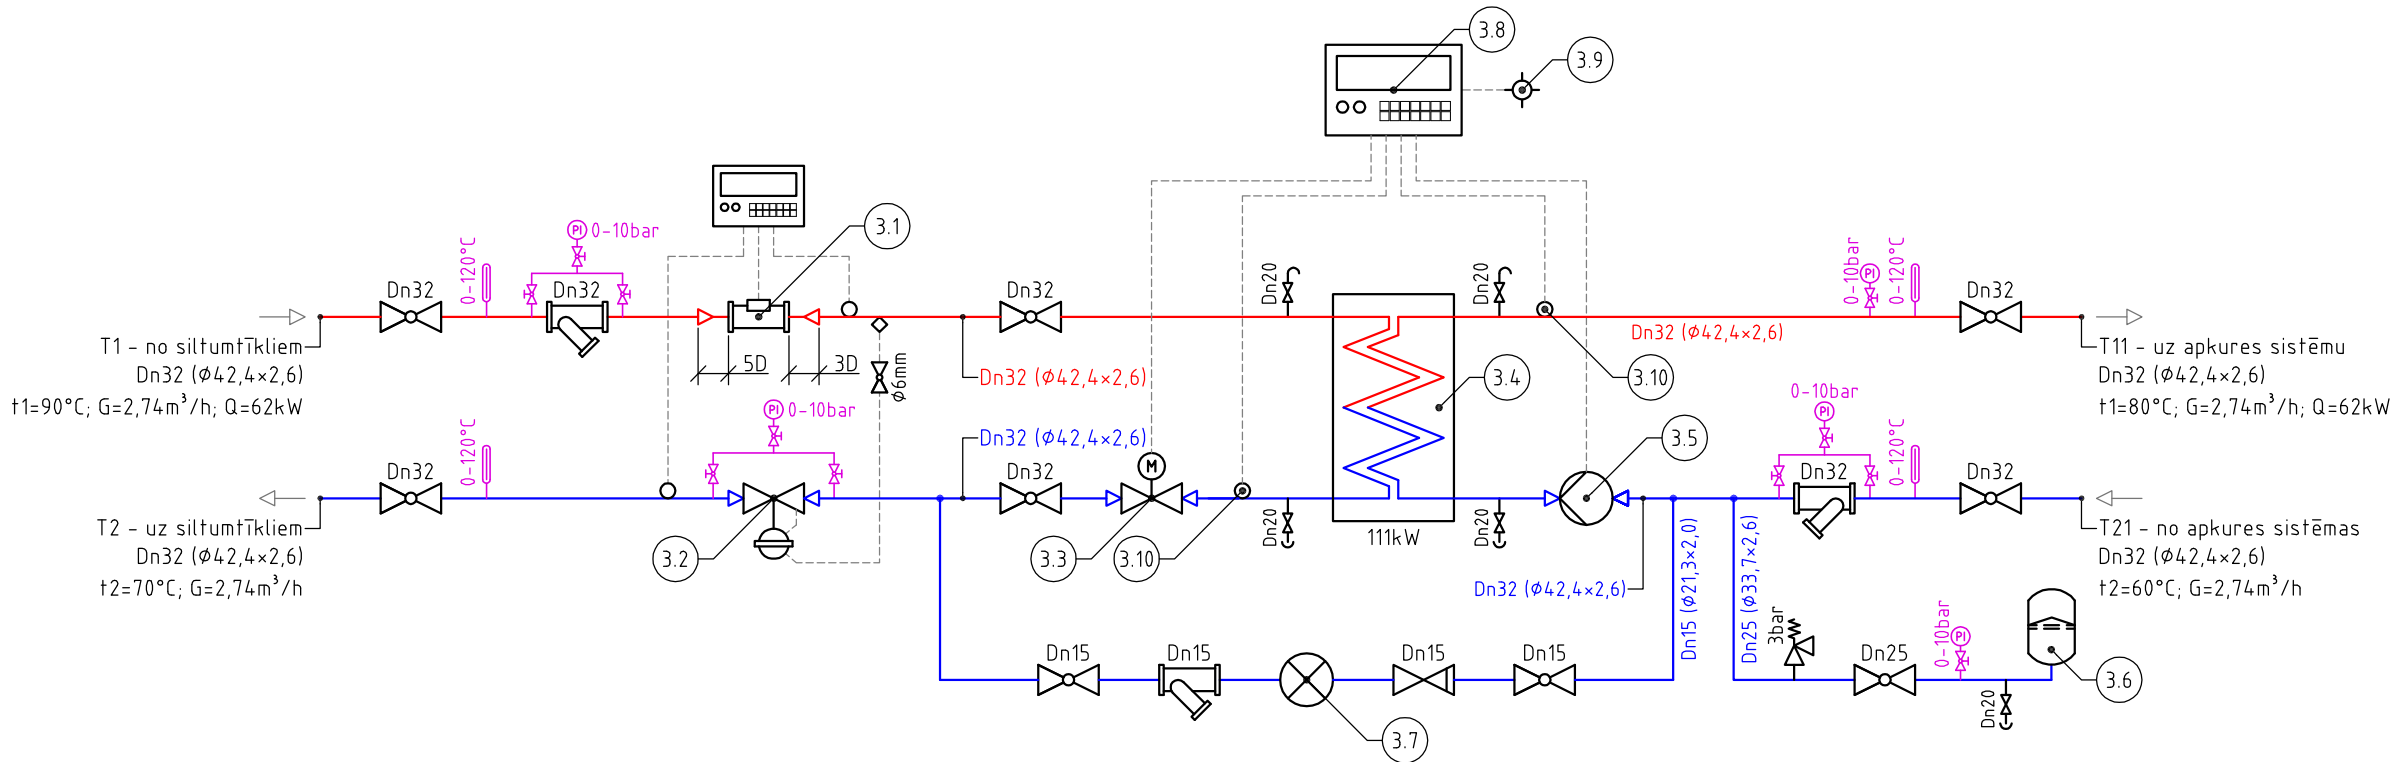 3.8
3.9
3.1
0-120°C
PI 0-10bar
Dn32
Dn32
Dn32
Dn20
Dn20
0-10bar
PI
0-120°C
Dn32
T1 - no siltumtīkliem
Dn32 (Φ42,4×2,6)
t1=90°C; G=2,74m³/h; Q=62kW
5D
3D
Φ6mm
Dn32 (Φ42,4×2,6)
3.4
3.10
Dn32 (Φ42,4×2,6)
T11 - uz apkures sistēmu
Dn32 (Φ42,4×2,6)
t1=80°C; G=2,74m³/h; Q=62kW
0-120°C
PI 0-10bar
Dn32 (Φ42,4×2,6)
Dn32
Dn32
M
3.5
0-10bar
PI
0-120°C
Dn32
Dn32
T2 - uz siltumtīkliem
Dn32 (Φ42,4×2,6)
t2=70°C; G=2,74m³/h
3.2
3.3
3.10
Dn20
111kW
Dn20
Dn32 (Φ42,4×2,6)
Dn15 (Φ21,3×2,0)
Dn25 (Φ33,7×2,6)
T21 - no apkures sistēmas
Dn32 (Φ42,4×2,6)
t2=60°C; G=2,74m³/h
Dn15
Dn15
Dn15
Dn15
3bar
Dn25
0-10bar
PI
3.6
Dn20
3.7